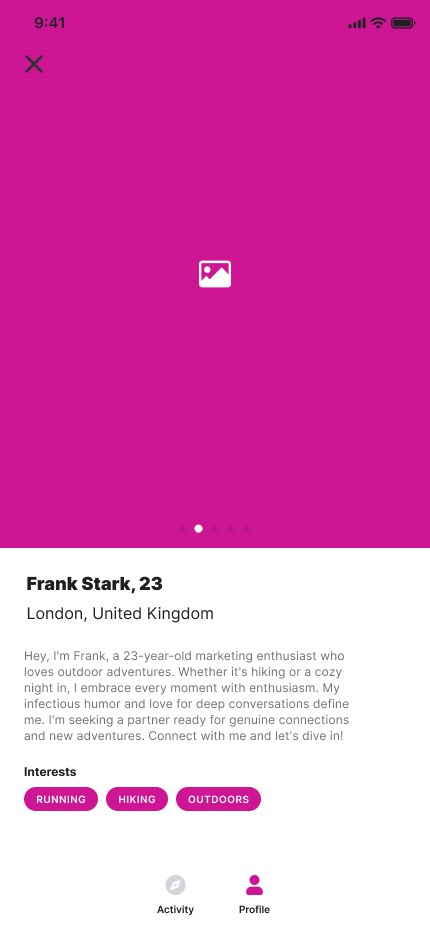 9:41
Frank Stark, 23
London, United Kingdom
Hey, I'm Frank, a 23-year-old marketing enthusiast who
loves outdoor adventures. Whether it's hiking or a cozy
night in, I embrace every moment with enthusiasm. My
infectious humor and love for deep conversations define
me. I'm seeking a partner ready for genuine connections
and new adventures. Connect with me and let's dive in!
Interests
RUNNING HIKING OUTDOORS
Activity Profile